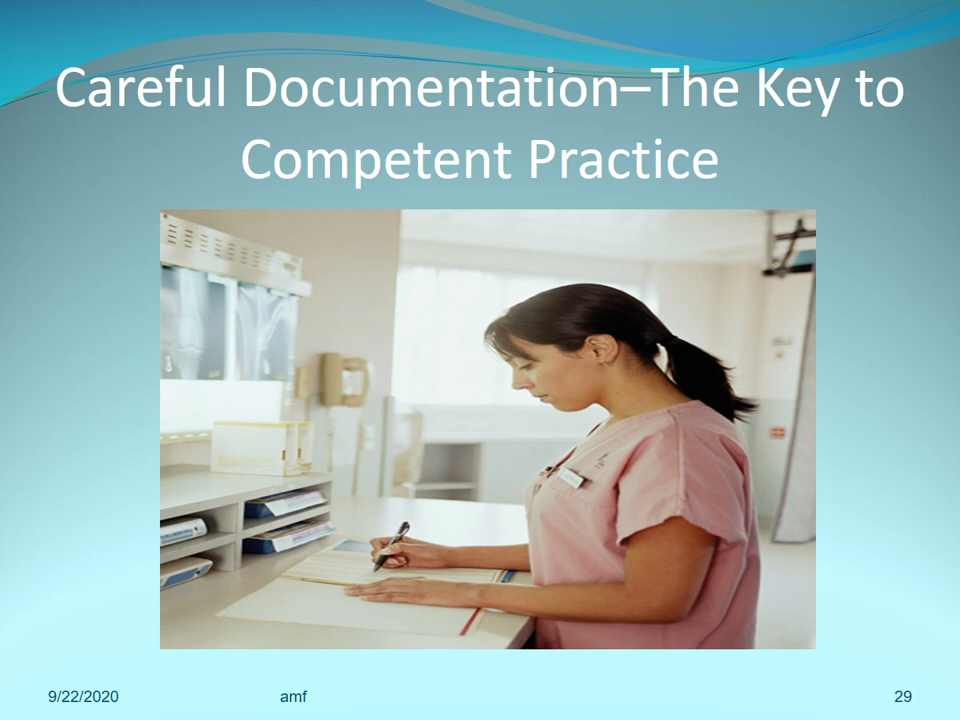 Careful Documentation–The Key to
Competent Practice
9/22/2020
amf
29